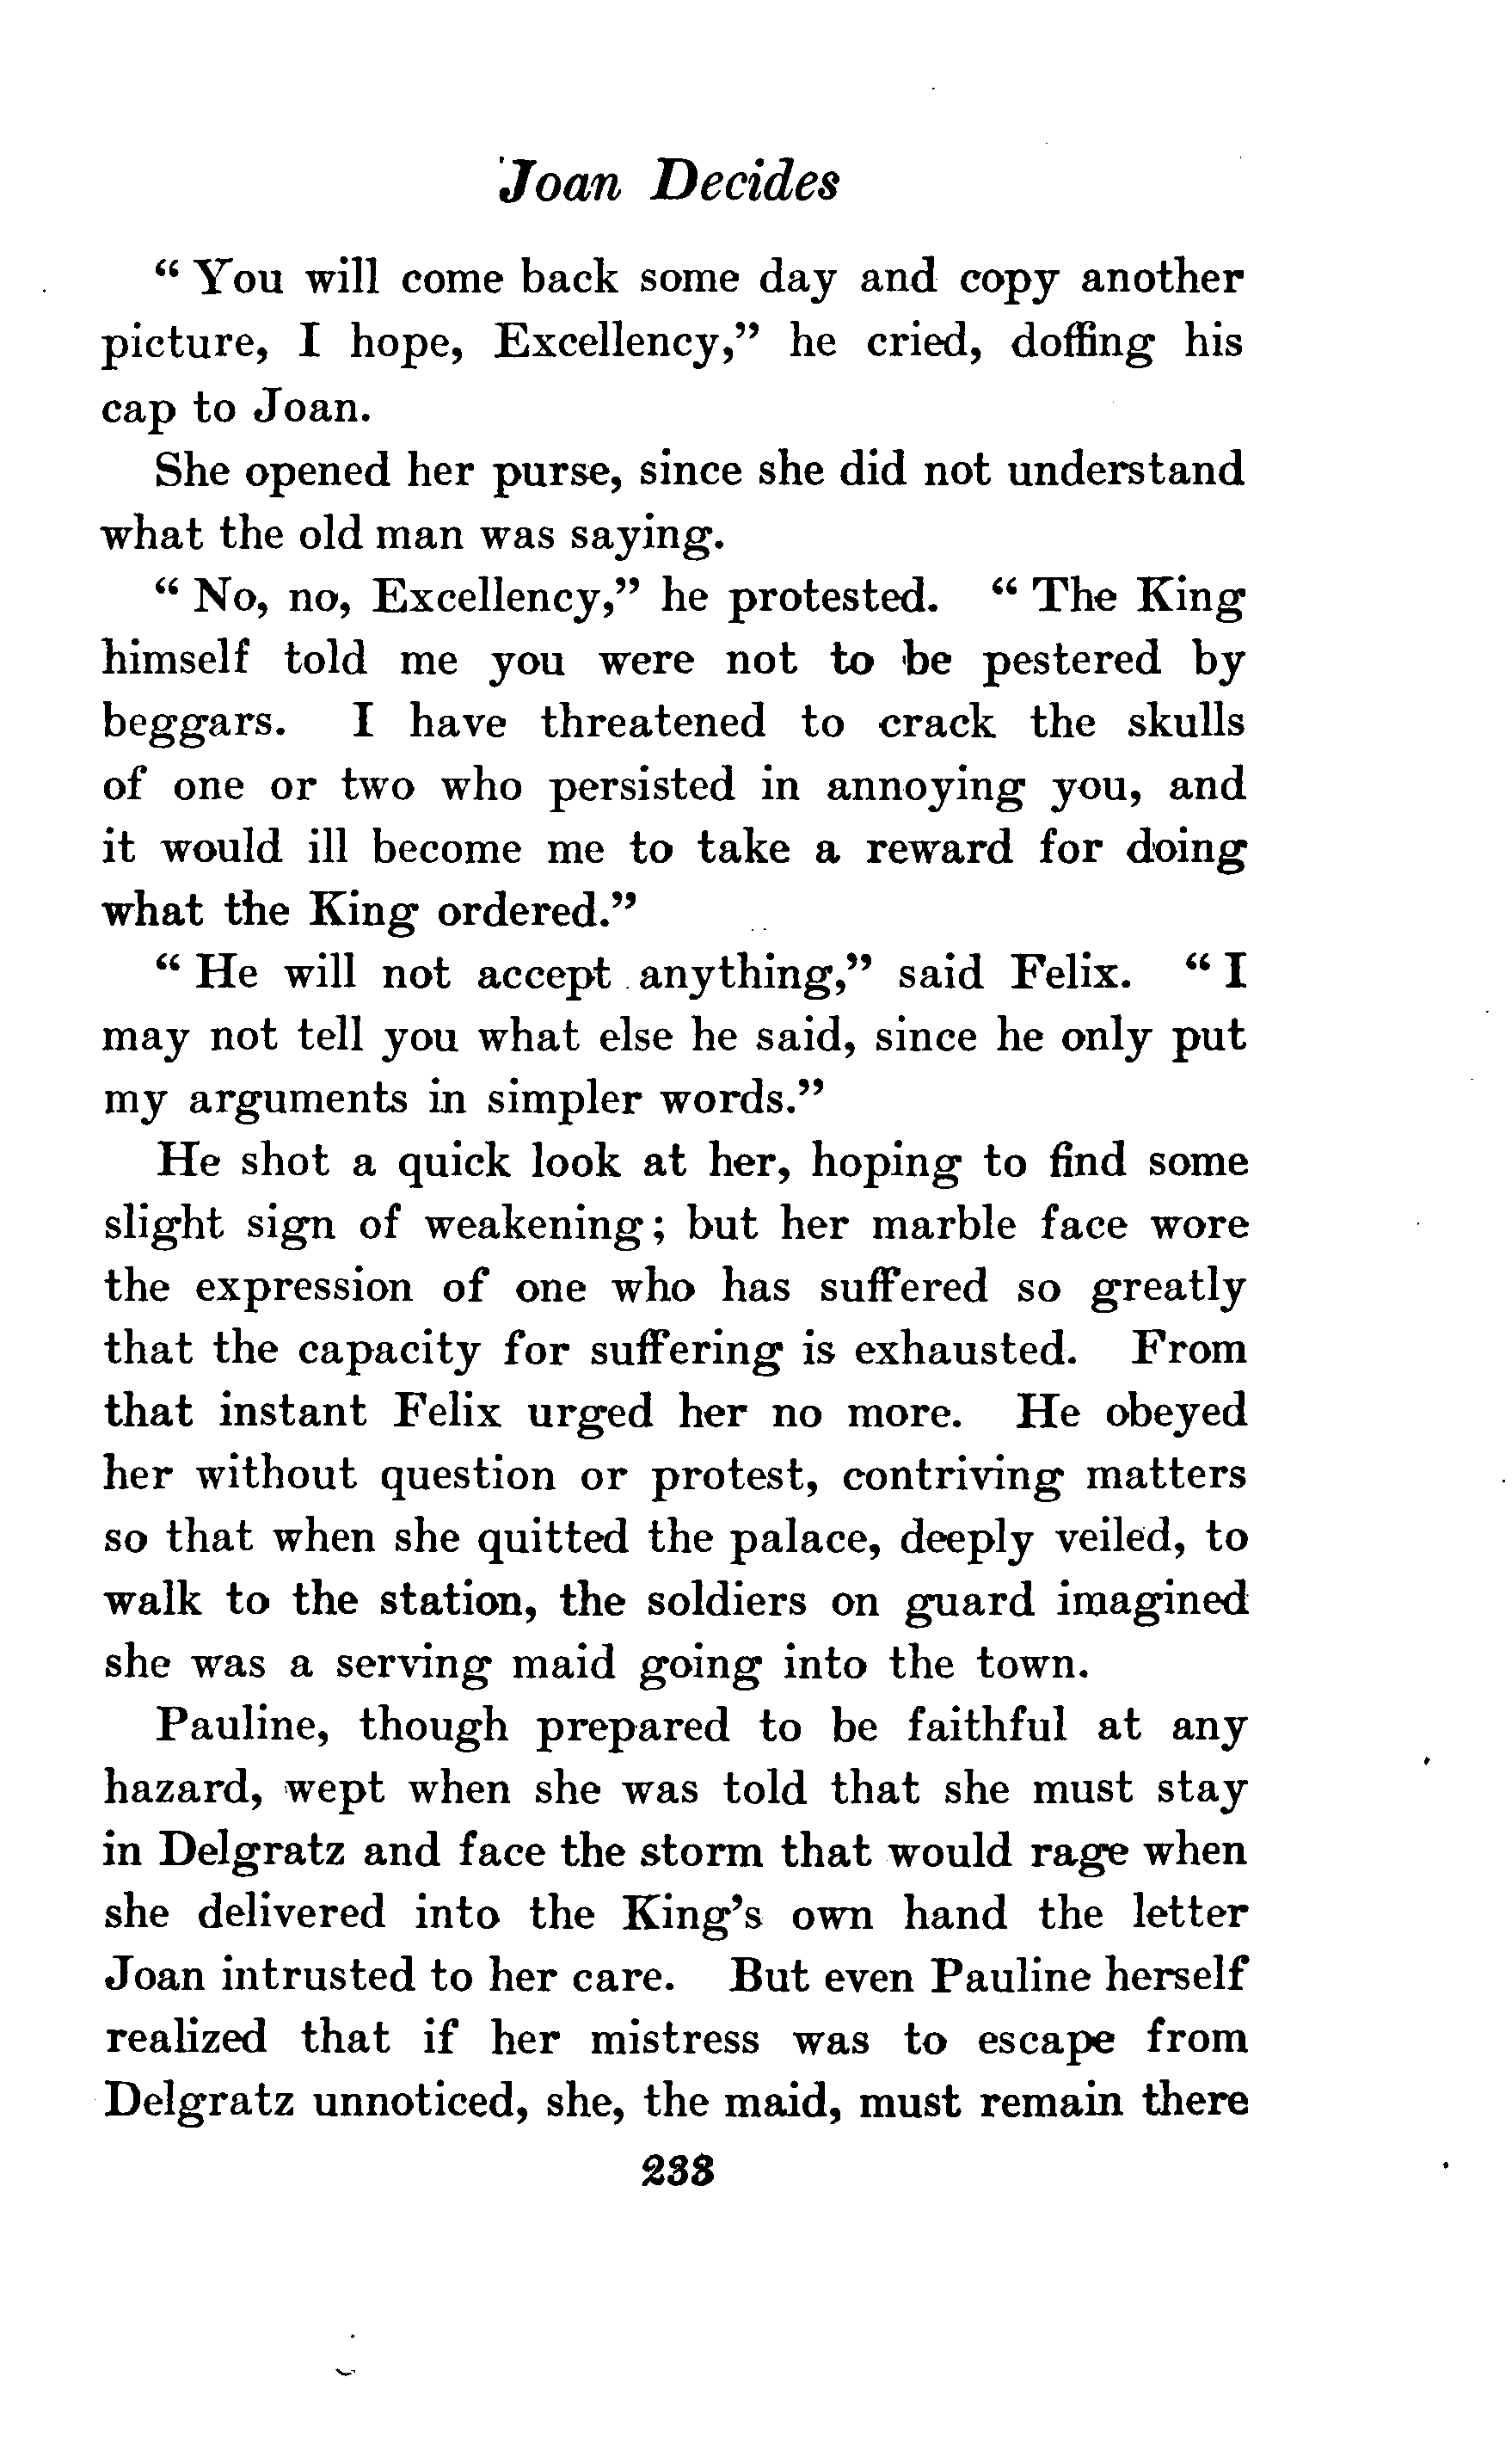 Joan Decides
" You will come back some day and copy another
picture, I hope, Excellency," he cried, doffing his
cap to Joan.
She opened her purse, since she did not understand
what the old man was saying.
" No, no, Excellency," he protested. " The King
himself told me you were not to be pestered by
beggars. I have threatened to crack the skulls
of one or two who persisted in annoying you, and
it would ill become me to take a reward for doing
what the King ordered."
" He will not accept anything," said Felix. " I
may not tell you what else he said, since he only put
my arguments in simpler words."
He shot a quick look at her, hoping to find some
slight sign of weakening; but her marble face wore
the expression of one who has suffered so greatly
that the capacity for suffering is exhausted. From
that instant Felix urged her no more. He obeyed
her without question or protest, contriving matters
so that when she quitted the palace, deeply veiled, to
walk to the station, the soldiers on guard imagined
she was a serving maid going into the town.
Pauline, though prepared to be faithful at any
hazard, wept when she was told that she must stay
in Delgratz and face the storm that would rage when
she delivered into the King's own hand the letter
Joan intrusted to her care. But even Pauline herself
realized that if her mistress was to escape from
Delgratz unnoticed, she, the maid, must remain there
233